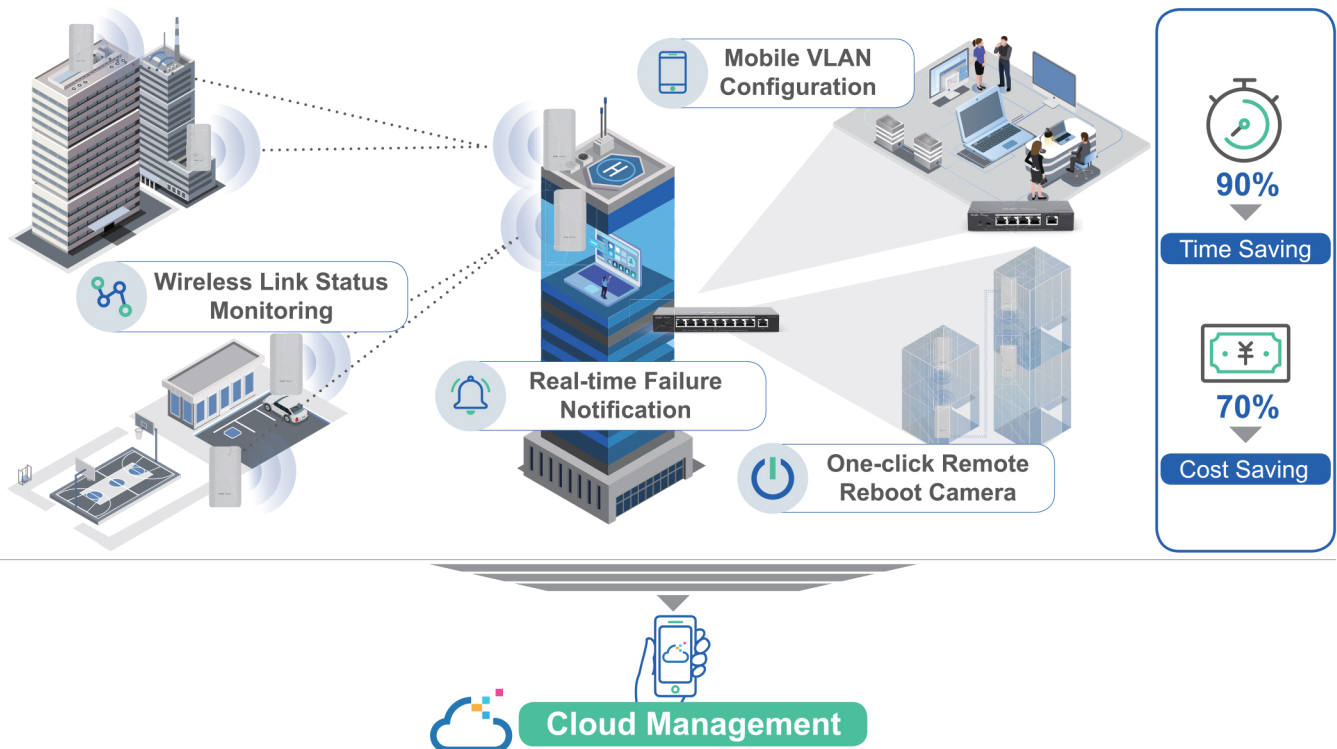 Mobile VLAN
Configuration
90%
Time Saving
Wireless Link Status
Monitoring
Real-time Failure
Notification
¥
70%
Cost Saving
One-click Remote
Reboot Camera
H
Cloud Management